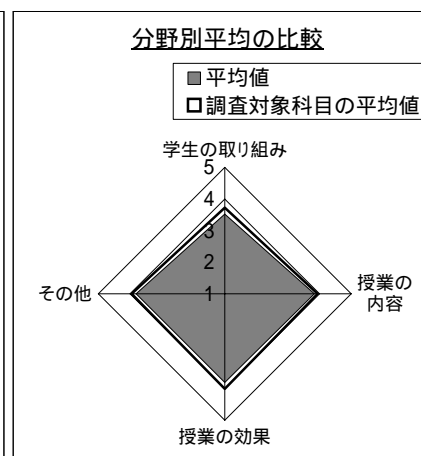 分野別平均の比較
平均値
調査対象科目の平均値
学生の取り組み
5
4
3
2
1
その他
授業の
内容
授業の効果